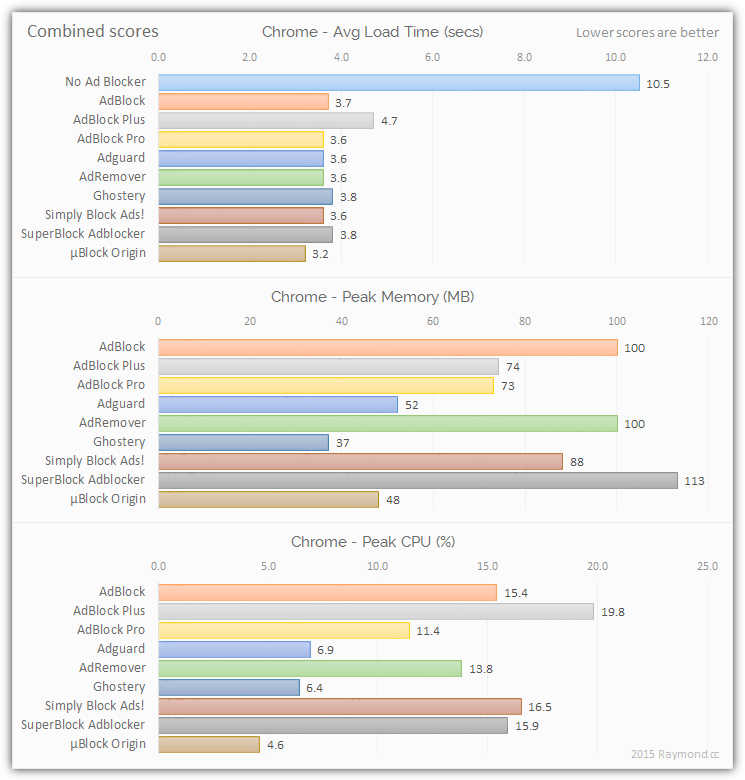 Combined scores Chrome - Avg Load Time (secs) Lower scores are better
0.0 2.0 4.0 6.0 8.0 10.0 12.0
No Ad Blocker 10.5
AdBlock 3.7
AdBlock Plus 4.7
AdBlock Pro 3.6
Adguard 3.6
AdRemover 3.6
Ghostery 3.8
Simply Block Ads! 3.6
SuperBlock Adblocker 3.8
µBlock Origin 3.2
Chrome - Peak Memory (MB)
0 20 40 60 80 100 120
AdBlock 100
AdBlock Plus 74
AdBlock Pro 73
Adguard 52
AdRemover 100
Ghostery 37
Simply Block Ads! 88
SuperBlock Adblocker 113
µBlock Origin 48
Chrome - Peak CPU (%)
0.0 5.0 10.0 15.0 20.0 25.0
AdBlock 15.4
AdBlock Plus 19.8
AdBlock Pro 11.4
Adguard 6.9
AdRemover 13.8
Ghostery 6.4
Simply Block Ads! 16.5
SuperBlock Adblocker 15.9
µBlock Origin 4.6
2015 Raymond.cc